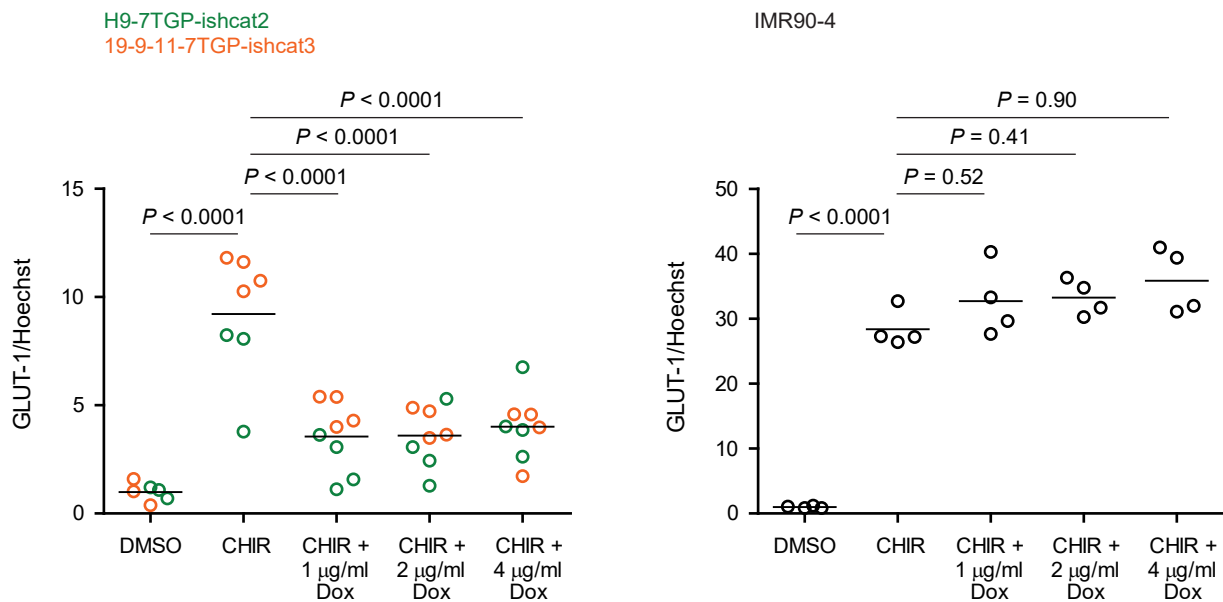 H9-7TGP-ishcat2
19-9-11-7TGP-ishcat3
P < 0.0001
P < 0.0001
P < 0.0001
P < 0.0001
15
10
5
0
GLUT-1/Hoechst
DMSO
CHIR
CHIR +
1 μg/ml
Dox
CHIR +
2 μg/ml
Dox
CHIR +
4 μg/ml
Dox
IMR90-4
P = 0.90
P = 0.41
P = 0.52
P < 0.0001
50
40
30
20
10
0
GLUT-1/Hoechst
DMSO
CHIR
CHIR +
1 μg/ml
Dox
CHIR +
2 μg/ml
Dox
CHIR +
4 μg/ml
Dox